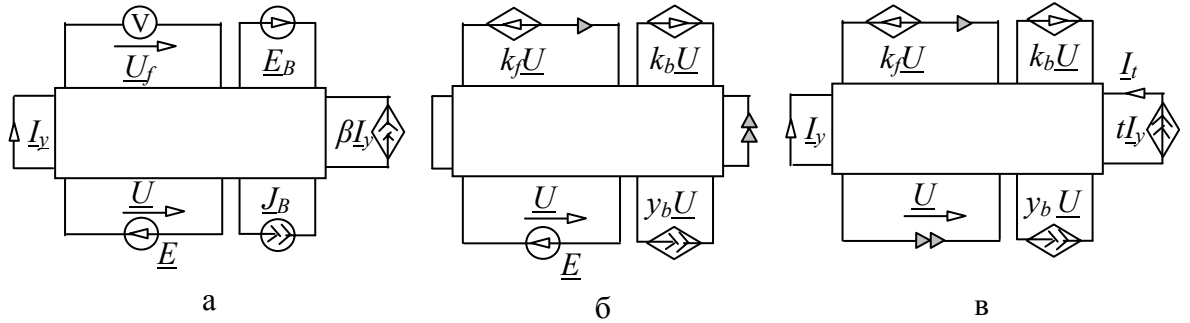 V
U_f
E_B
I_y
βI_y
U
J_B
E
а
k_fU
k_bU
U
y_bU
E
б
k_fU
k_bU
I_t
I_y
tI_y
U
y_b U
в